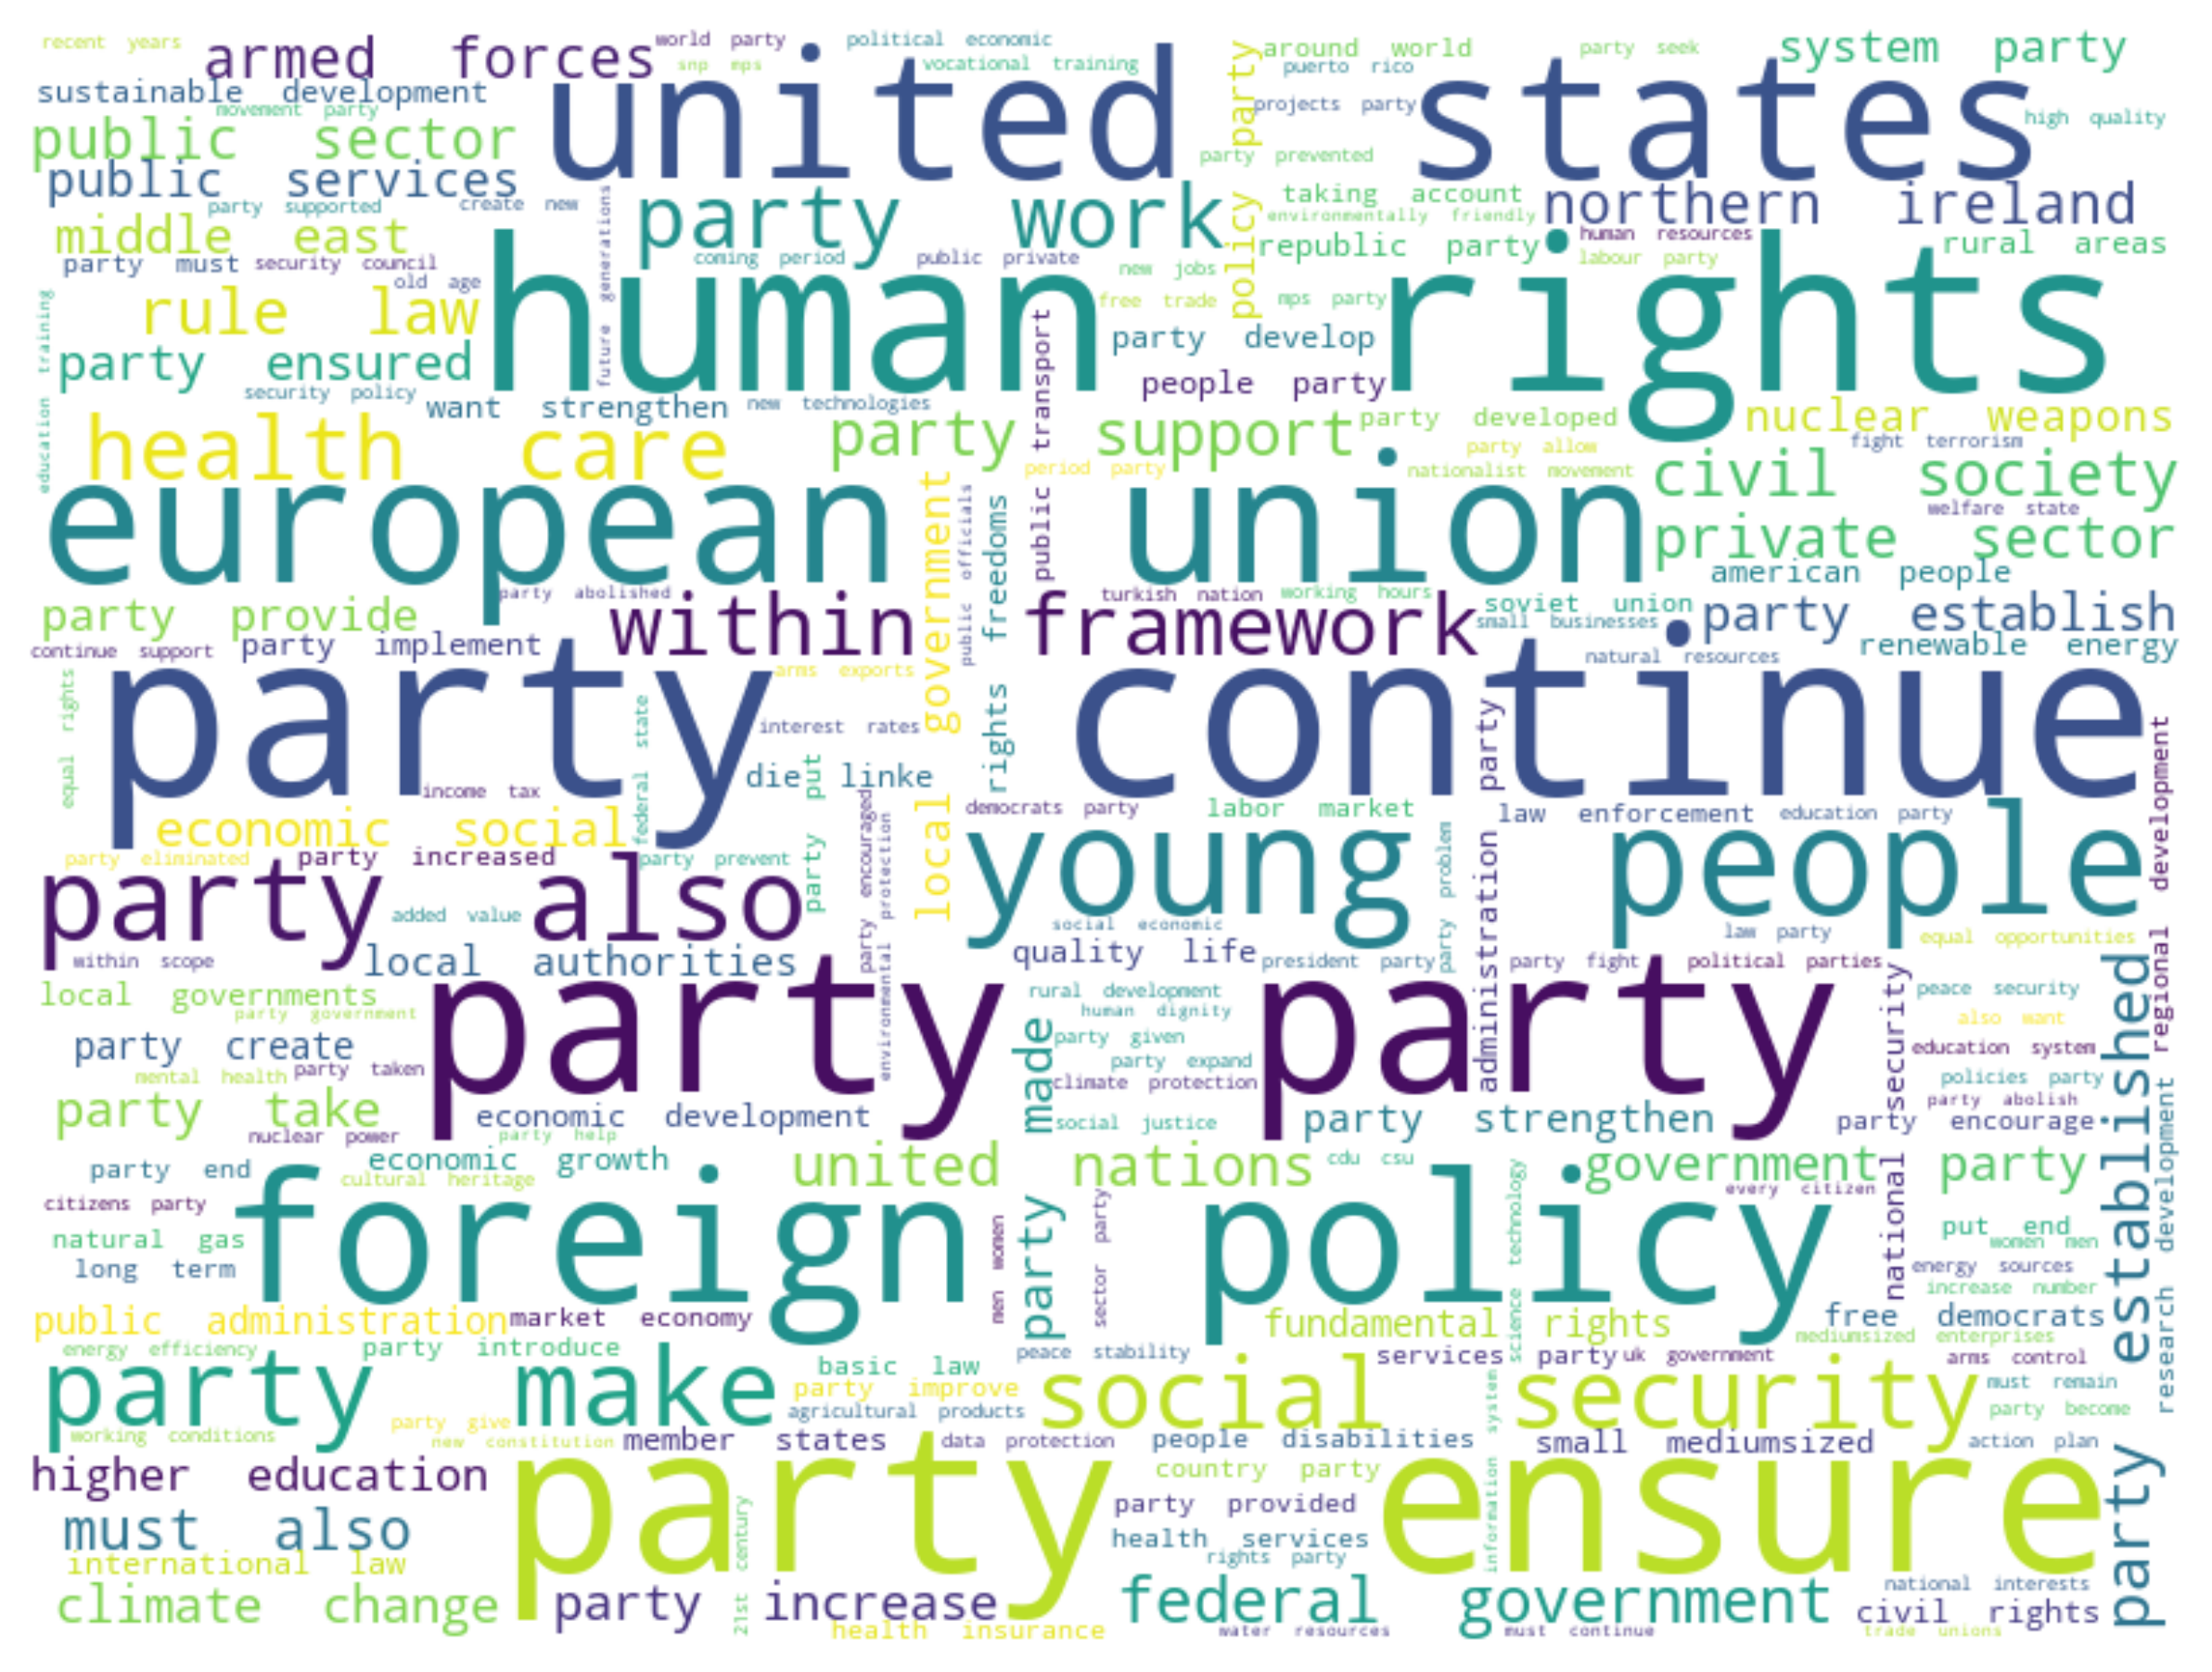 recent years
armed forces
world party
political economic
snp mps
vocational training
united states
policy party
around world
party seek
system party
puerto rico
projects party
high quality
sustainable development
movement party
public sector
public services
party supported
create new
party prevented
taking account
environmentally friendly
northern ireland
party work
middle east
future generations
party must
security council
old age
coming period
public private
new jobs
republic party
human resources
labour party
rural areas
human rights
free trade
mps party
rule law
education training
party ensured
public transport
party develop
people party
security policy
want strengthen
new technologies
health care
party support
party developed
nuclear weapons
party allow
fight terrorism
period party
nationalist movement
civil society
european union
local government
public officials
rights freedoms
welfare state
private sector
american people
party abolished
turkish nation
working hours
within framework
soviet union
small businesses
party establish
party provide
continue support
party implement
natural resources
renewable energy
party continue
arms exports
equal rights
federal state
interest rates
administration party
regional development
die linke
party put
income tax
party encouraged
environmental protection
democrats party
labor market
law enforcement
education party
economic social
young people
party eliminated
party increased
party prevent
party problem
party also
added value
social economic
law party
equal opportunities
within scope
local authorities
quality life
president party
party fight
political parties
national security
party established
local governments
party government
party party
rural development
human dignity
peace security
also want
party made
party given
party create
party expand
education system
mental health
party taken
climate protection
policies party
party abolish
party take
economic development
social justice
party strengthen
party encourage
research development
nuclear power
party help
party end
economic growth
cultural heritage
united nations
cdu csu
science technology
government party
citizens party
every citizen
foreign policy
men women
sector party
natural gas
put end
women men
long term
energy sources
increase number
public administration
market economy
fundamental rights
free democrats
mediumsized enterprises
energy efficiency
party introduce
peace stability
services party
uk government
arms control
party make
basic law
social security
must remain
party improve
agricultural products
party become
information system
working conditions
party give
new constitution
member states
data protection
people disabilities
small mediumsized
action plan
higher education
party ensure
country party
21st century
party provided
must also
health services
rights party
international law
climate change
party increase
federal government
national interests
civil rights
health insurance
water resources
must continue
trade unions